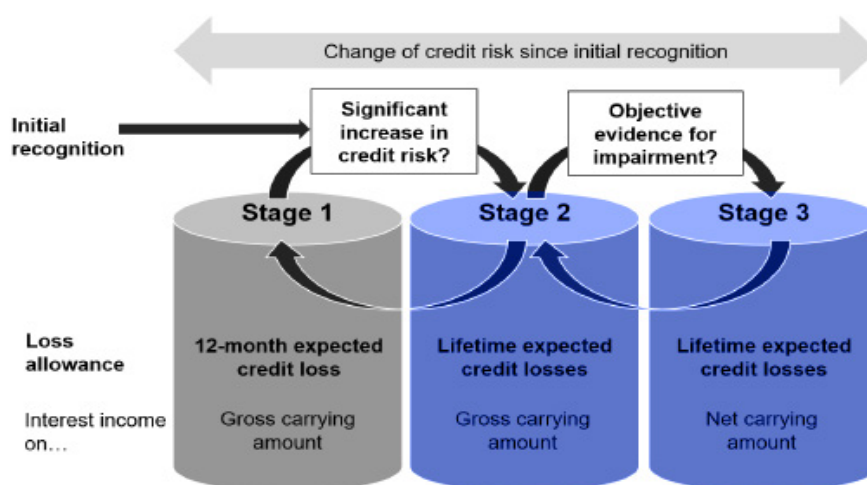 Change of credit risk since initial recognition
Initial
recognition
Significant
increase in
credit risk?
Objective
evidence for
impairment?
Stage 1
Stage 2
Stage 3
Loss
allowance
12-month expected
credit loss
Lifetime expected
credit losses
Lifetime expected
credit losses
Interest income
on…
Gross carrying
amount
Gross carrying
amount
Net carrying
amount